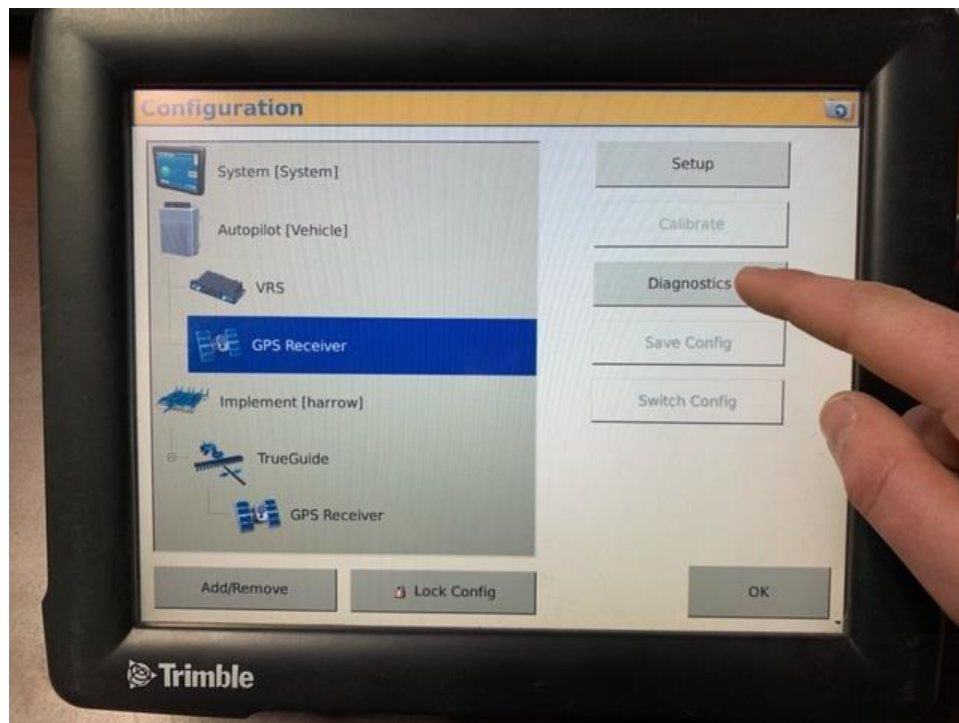 Configuration
System [System]
Setup
Autopilot [Vehicle]
Calibrate
VRS
Diagnostics
GPS Receiver
Save Config
Implement [harrow]
Switch Config
TrueGuide
GPS Receiver
Add/Remove
Lock Config
OK
Trimble